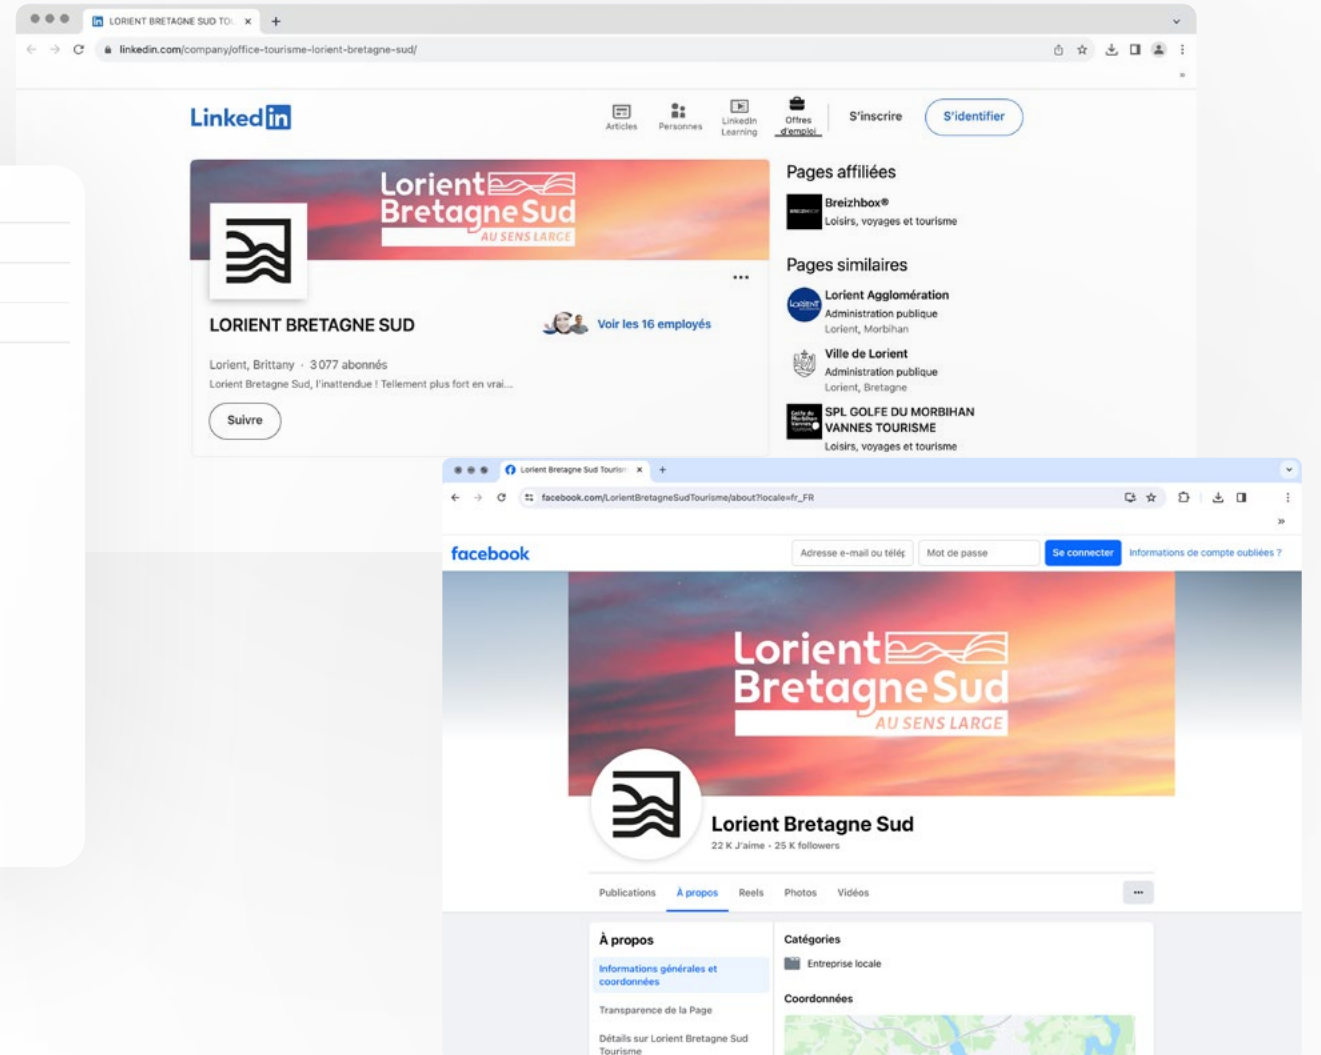 LORIENT BRETAGNE SUD TO
linkedin.com/company/office-tourisme-lorient-bretagne-sud/
Linked in
Articles
Personnes
LinkedIn
Learning
Offres
d'emploi
S'inscrire
S'identifier
Lorient
Bretagne Sud
AU SENS LARGE
LORIENT BRETAGNE SUD
Voir les 16 employés
Lorient, Brittany · 3 077 abonnés
Lorient Bretagne Sud, l'inattendue ! Tellement plus fort en vrai...
Suivre
Pages affiliées
BREIZHBOX
Breizhbox®
Loisirs, voyages et tourisme
Pages similaires
LORIENT
Lorient Agglomération
Administration publique
Lorient, Morbihan
Ville de Lorient
Administration publique
Lorient, Bretagne
Golfe du
Morbihan
Vannes
SPL GOLFE DU MORBIHAN
VANNES TOURISME
Loisirs, voyages et tourisme
Lorient Bretagne Sud Tourism
facebook.com/LorientBretagneSudTourisme/about?locale=fr_FR
facebook
Adresse e-mail ou télép
Mot de passe
Se connecter
Informations de compte oubliées ?
Lorient
Bretagne Sud
AU SENS LARGE
Lorient Bretagne Sud
22 K J'aime • 25 K followers
Publications
À propos
Reels
Photos
Vidéos
À propos
Informations générales et
coordonnées
Transparence de la Page
Détails sur Lorient Bretagne Sud
Tourisme
Catégories
Entreprise locale
Coordonnées